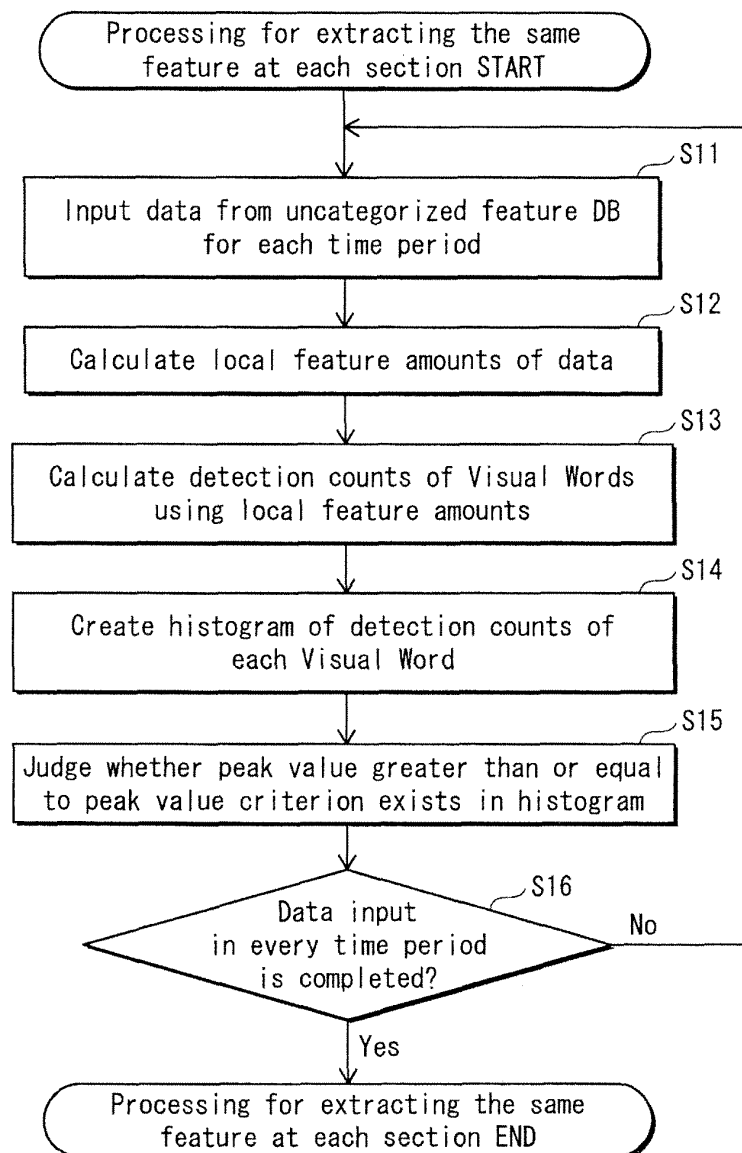 Processing for extracting the same
feature at each section START
S11
Input data from uncategorized feature DB
for each time period
S12
Calculate local feature amounts of data
S13
Calculate detection counts of Visual Words
using local feature amounts
S14
Create histogram of detection counts of
each Visual Word
S15
Judge whether peak value greater than or equal
to peak value criterion exists in histogram
S16
Data input
in every time period
is completed?
No
Yes
Processing for extracting the same
feature at each section END